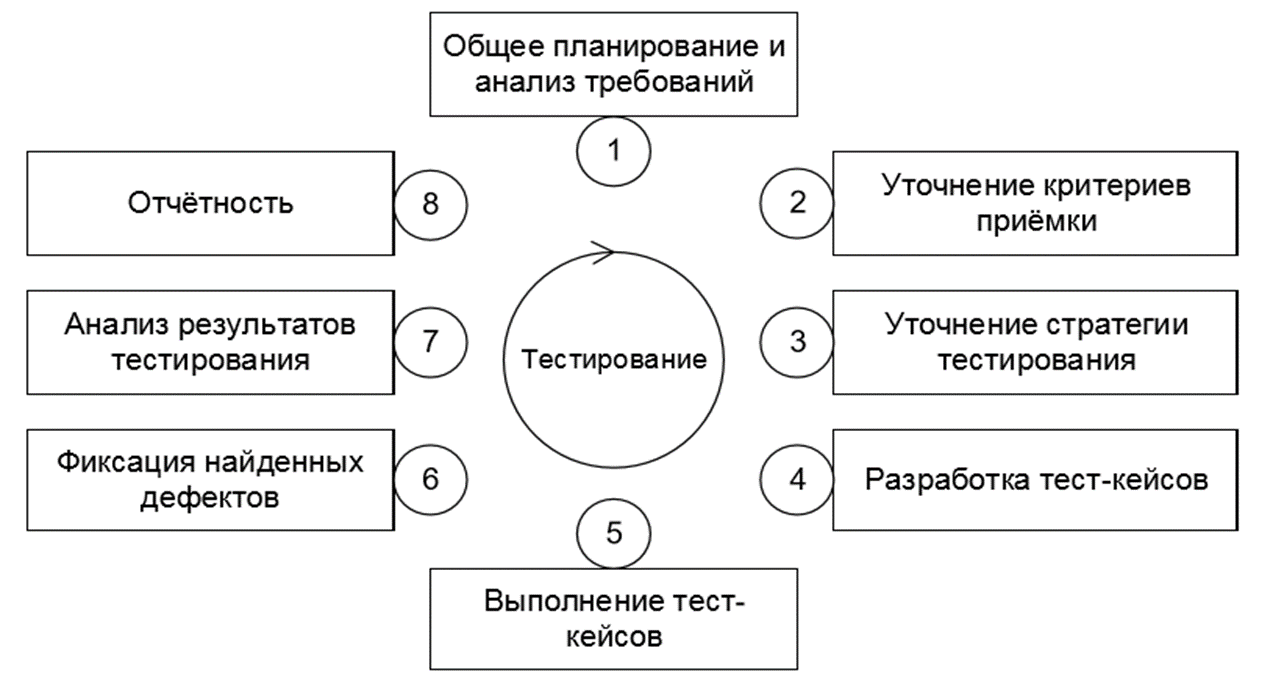 Общее планирование и
анализ требований
1
2
Уточнение критериев
приёмки
3
Уточнение стратегии
тестирования
4
Разработка тест-кейсов
5
Выполнение тест-
кейсов
6
Фиксация найденных
дефектов
7
Анализ результатов
тестирования
8
Отчётность
Тестирование